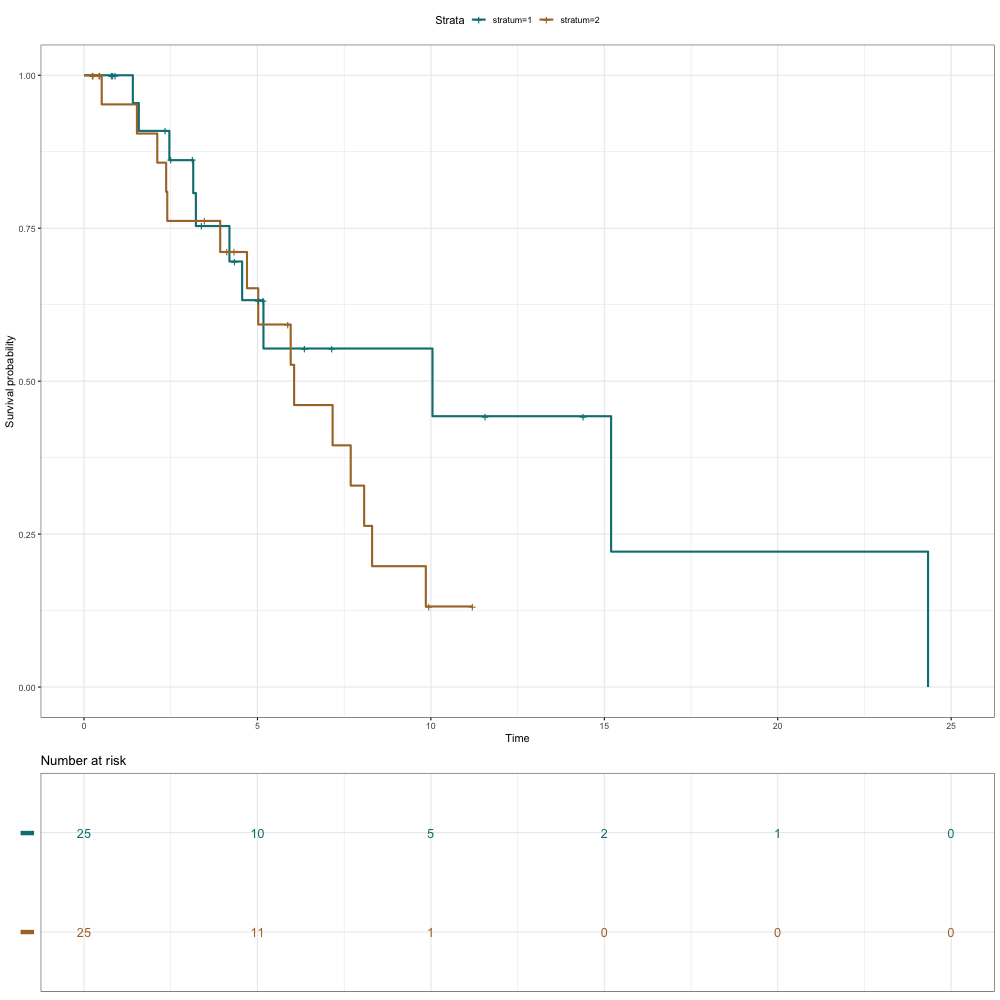 Strata stratum=1 stratum=2
1.00
0.75
0.50
0.25
0.00
Survival probability
0 5 10 15 20 25
Time
Number at risk
25 10 5 2 1 0
25 11 1 0 0 0